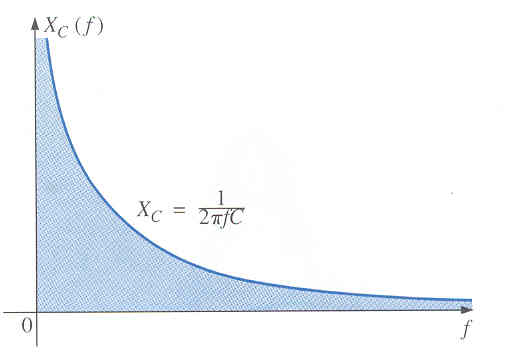 X_C (f)
X_C = 1/2πfC
0
f